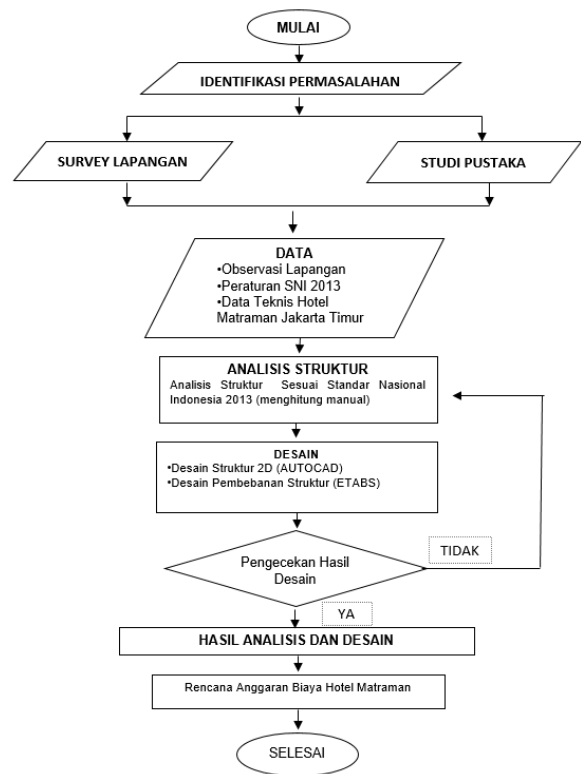 MULAI
IDENTIFIKASI PERMASALAHAN
SURVEY LAPANGAN
STUDI PUSTAKA
DATA
•Observasi Lapangan
•Peraturan SNI 2013
•Data Teknis Hotel
Matraman Jakarta Timur
ANALISIS STRUKTUR
Analisis Struktur Sesuai Standar Nasional
Indonesia 2013 (menghitung manual)
DESAIN
•Desain Struktur 2D (AUTOCAD)
•Desain Pembebanan Struktur (ETABS)
Pengecekan Hasil
Desain
TIDAK
YA
HASIL ANALISIS DAN DESAIN
Rencana Anggaran Biaya Hotel Matraman
SELESAI